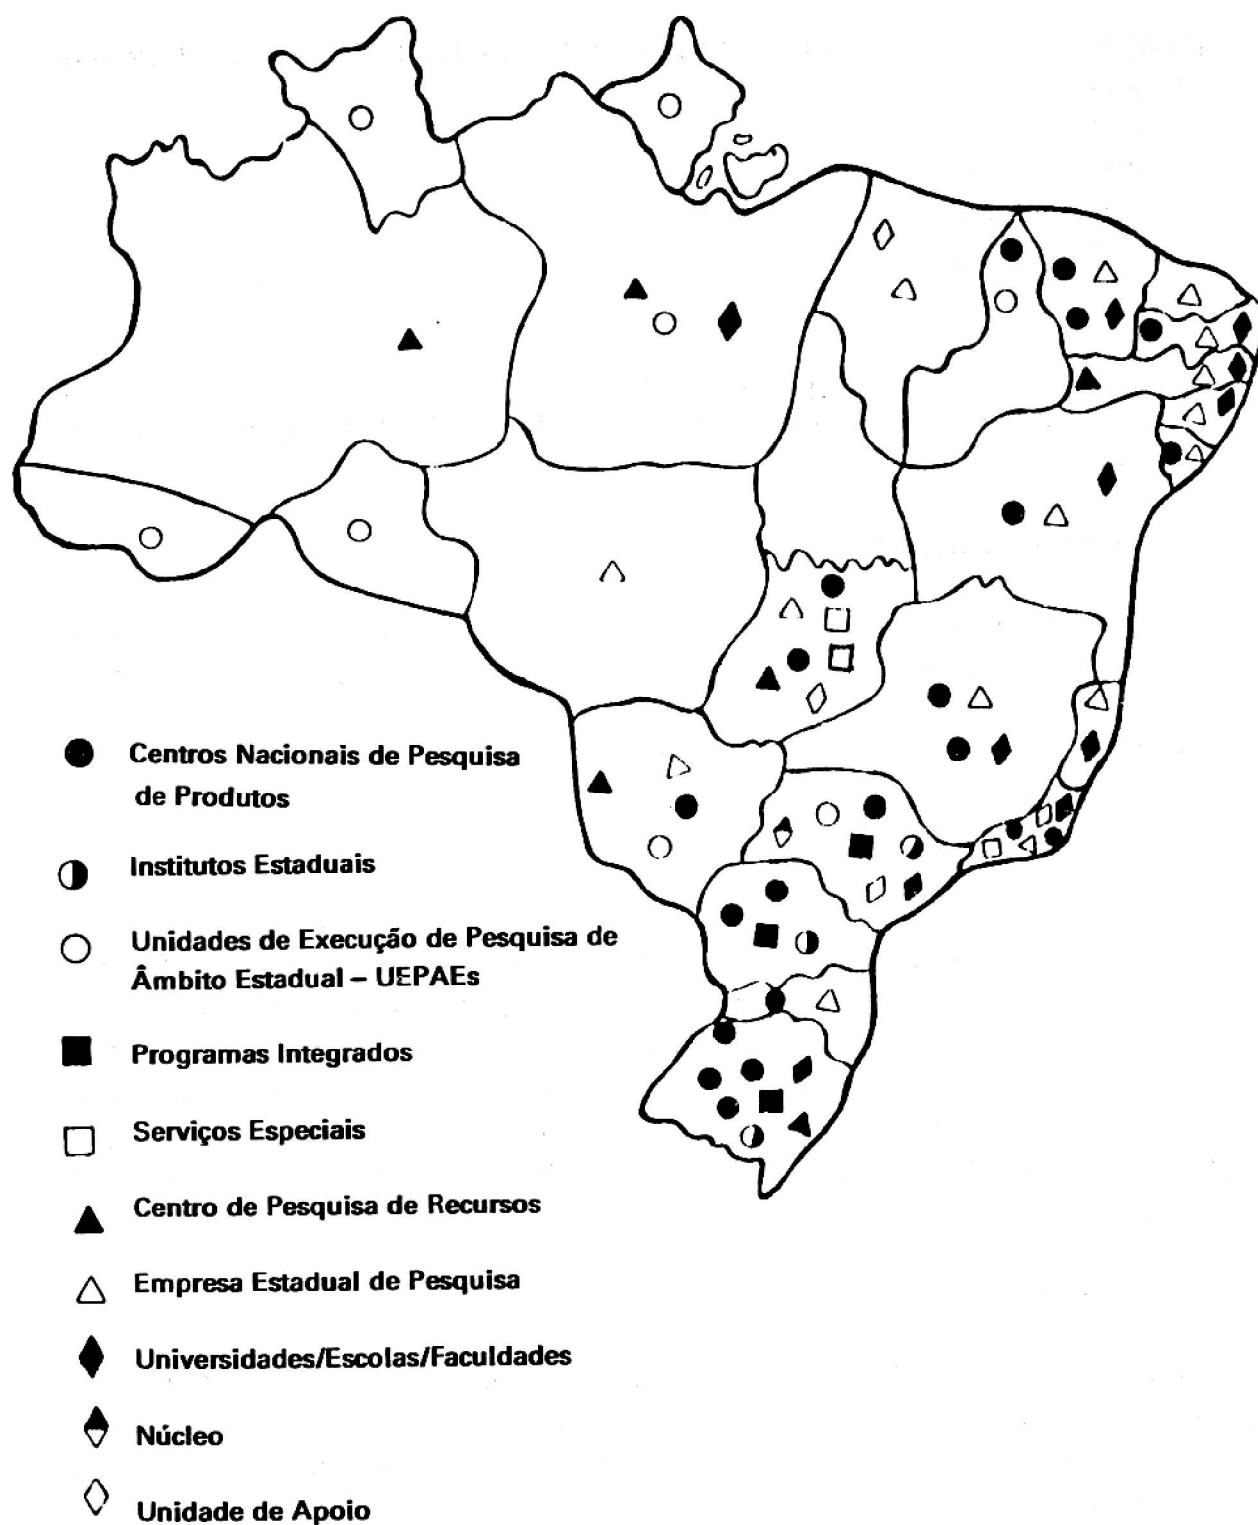 Centros Nacionais de Pesquisa
de Produtos
Institutos Estaduais
Unidades de Execução de Pesquisa de
Âmbito Estadual – UEPAEs
Programas Integrados
Serviços Especiais
Centro de Pesquisa de Recursos
Empresa Estadual de Pesquisa
Universidades/Escolas/Faculdades
Núcleo
Unidade de Apoio